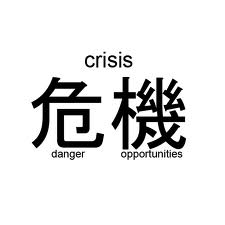 crisis
危機
danger opportunities